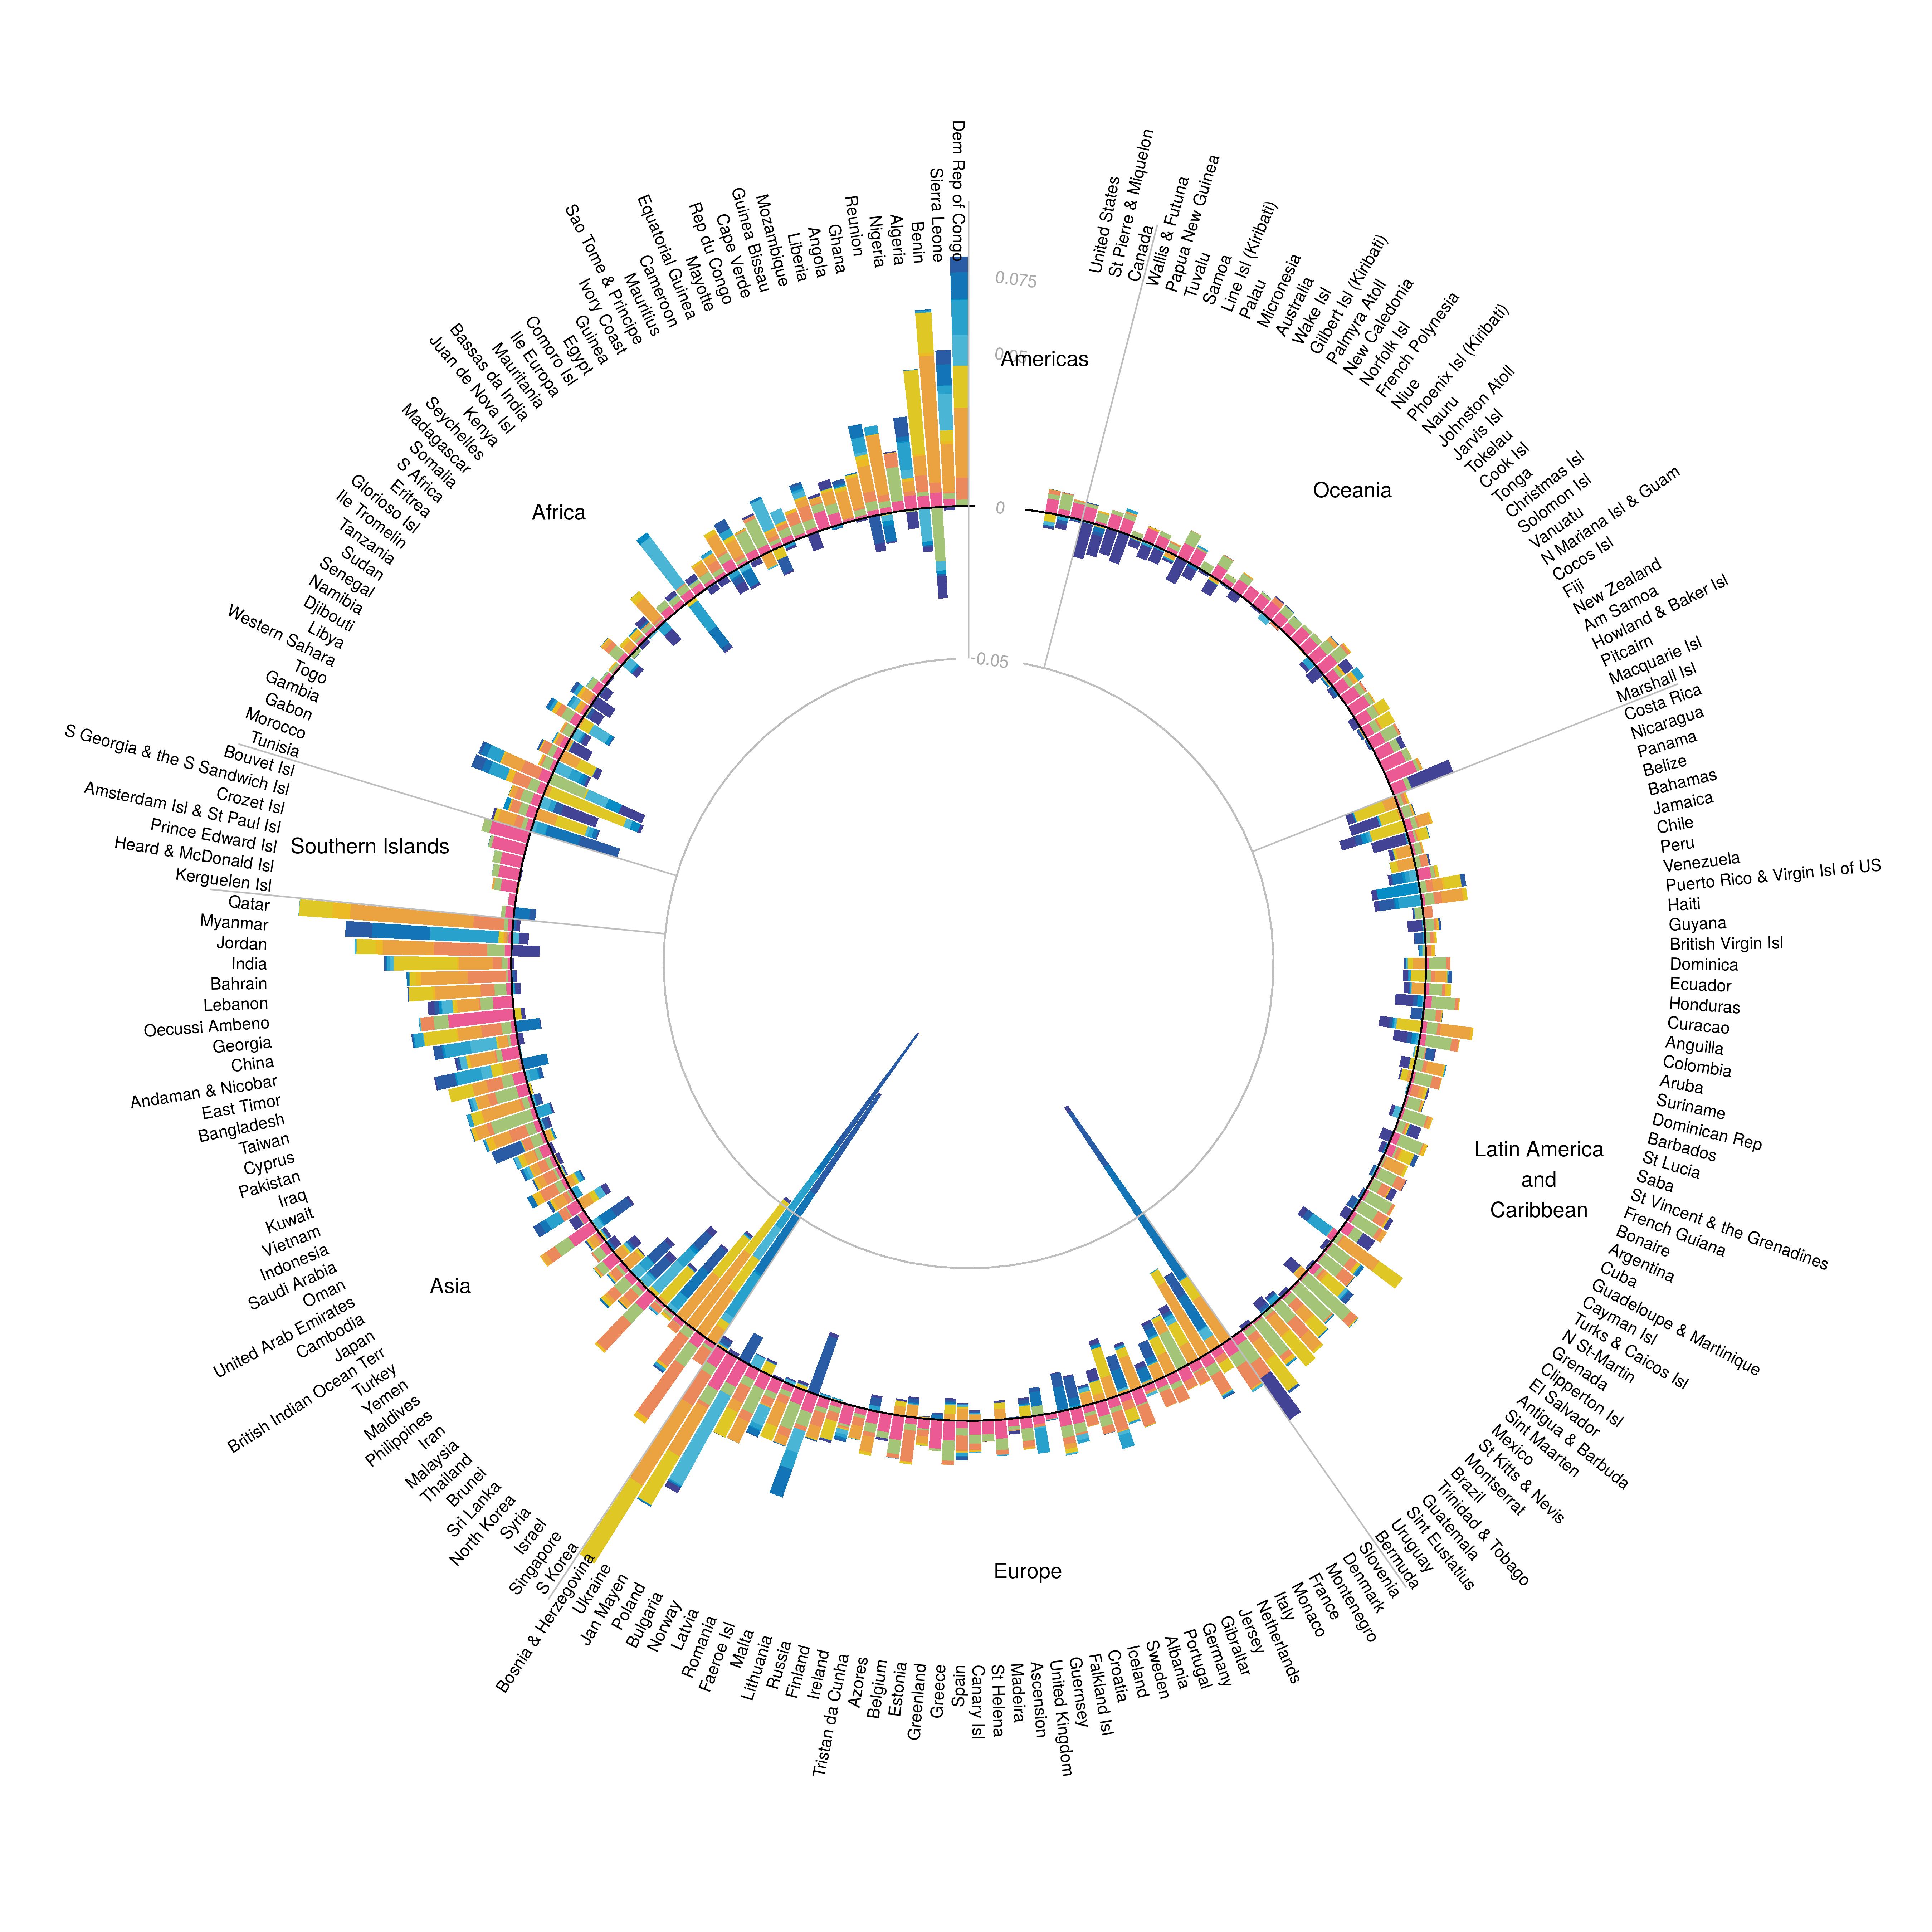 0.075
0.05
0
-0.05
Americas
United States
St Pierre & Miquelon
Canada
Oceania
Wallis & Futuna
Papua New Guinea
Tuvalu
Samoa
Line Isl (Kiribati)
Palau
Micronesia
Australia
Wake Isl
Gilbert Isl (Kiribati)
Palmyra Atoll
New Caledonia
Norfolk Isl
French Polynesia
Niue
Phoenix Isl (Kiribati)
Nauru
Johnston Atoll
Jarvis Isl
Tokelau
Cook Isl
Tonga
Christmas Isl
Solomon Isl
Vanuatu
N Mariana Isl & Guam
Cocos Isl
Fiji
New Zealand
Am Samoa
Howland & Baker Isl
Pitcairn
Macquarie Isl
Marshall Isl
Latin America
and
Caribbean
Costa Rica
Nicaragua
Panama
Belize
Bahamas
Jamaica
Chile
Peru
Venezuela
Puerto Rico & Virgin Isl of US
Haiti
Guyana
British Virgin Isl
Dominica
Ecuador
Honduras
Curacao
Anguilla
Colombia
Aruba
Suriname
Dominican Rep
Barbados
St Lucia
Saba
St Vincent & the Grenadines
French Guiana
Bonaire
Argentina
Cuba
Guadeloupe & Martinique
Cayman Isl
Turks & Caicos Isl
N St-Martin
Grenada
Clipperton Isl
El Salvador
Antigua & Barbuda
Sint Maarten
Mexico
St Kitts & Nevis
Montserrat
Brazil
Trinidad & Tobago
Guatemala
Sint Eustatius
Uruguay
Bermuda
Europe
Slovenia
Denmark
Montenegro
France
Monaco
Italy
Netherlands
Jersey
Gibraltar
Germany
Portugal
Albania
Sweden
Iceland
Croatia
Falkland Isl
Guernsey
United Kingdom
Ascension
Madeira
St Helena
Canary Isl
Spain
Greece
Greenland
Estonia
Belgium
Azores
Tristan da Cunha
Ireland
Finland
Russia
Lithuania
Malta
Faeroe Isl
Romania
Latvia
Norway
Bulgaria
Poland
Jan Mayen
Ukraine
Bosnia & Herzegovina
Asia
S Korea
Singapore
Israel
Syria
North Korea
Sri Lanka
Brunei
Thailand
Malaysia
Iran
Philippines
Maldives
Yemen
Turkey
British Indian Ocean Terr
Japan
Cambodia
United Arab Emirates
Oman
Saudi Arabia
Indonesia
Vietnam
Kuwait
Iraq
Pakistan
Cyprus
Taiwan
Bangladesh
East Timor
Andaman & Nicobar
China
Georgia
Oecussi Ambeno
Lebanon
Bahrain
India
Jordan
Myanmar
Qatar
Southern Islands
Kerguelen Isl
Heard & McDonald Isl
Prince Edward Isl
Amsterdam Isl & St Paul Isl
Crozet Isl
S Georgia & the S Sandwich Isl
Bouvet Isl
Africa
Tunisia
Morocco
Gabon
Gambia
Togo
Western Sahara
Libya
Djibouti
Namibia
Senegal
Sudan
Tanzania
Ile Tromelin
Glorioso Isl
Eritrea
S Africa
Somalia
Madagascar
Seychelles
Kenya
Juan de Nova Isl
Bassas da India
Mauritania
Ile Europa
Comoro Isl
Egypt
Guinea
Ivory Coast
Sao Tome & Principe
Mauritius
Cameroon
Equatorial Guinea
Mayotte
Rep du Congo
Cape Verde
Guinea Bissau
Mozambique
Liberia
Angola
Ghana
Reunion
Nigeria
Algeria
Benin
Sierra Leone
Dem Rep of Congo